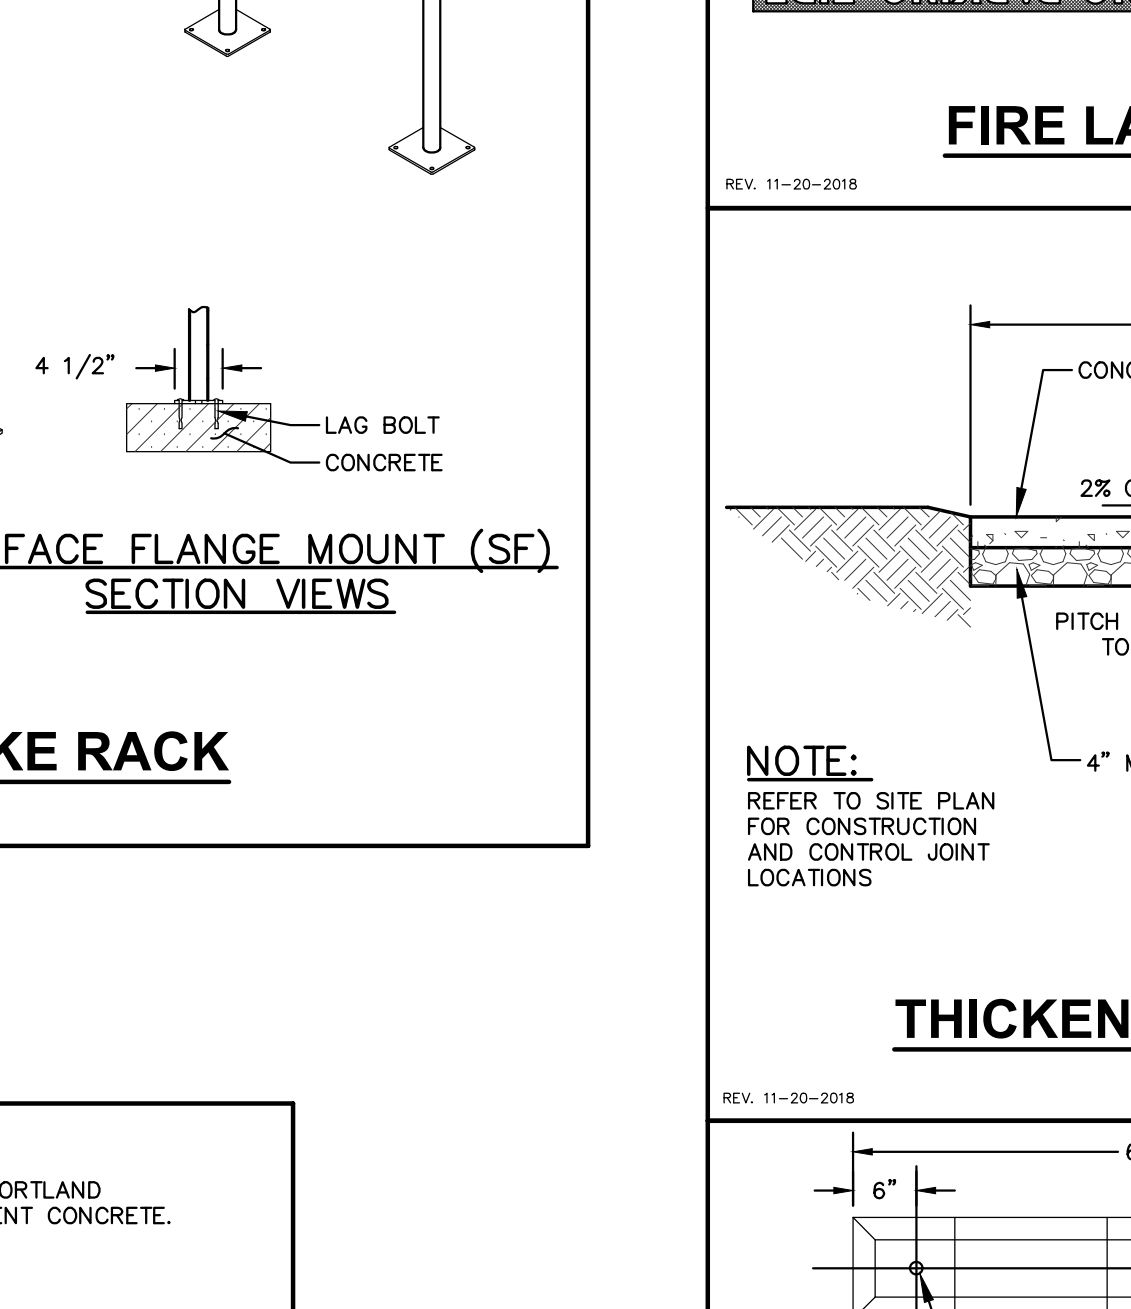 4 1/2”
LAG BOLT
CONCRETE
FACE FLANGE MOUNT (SF)
SECTION VIEWS
KE RACK
ORTLAND
ENT CONCRETE.
FIRE LA
REV. 11-20-2018
CONC
2%
PITCH
TO
4” M
NOTE:
REFER TO SITE PLAN
FOR CONSTRUCTION
AND CONTROL JOINT
LOCATIONS
THICKEN
REV. 11-20-2018
6
6”